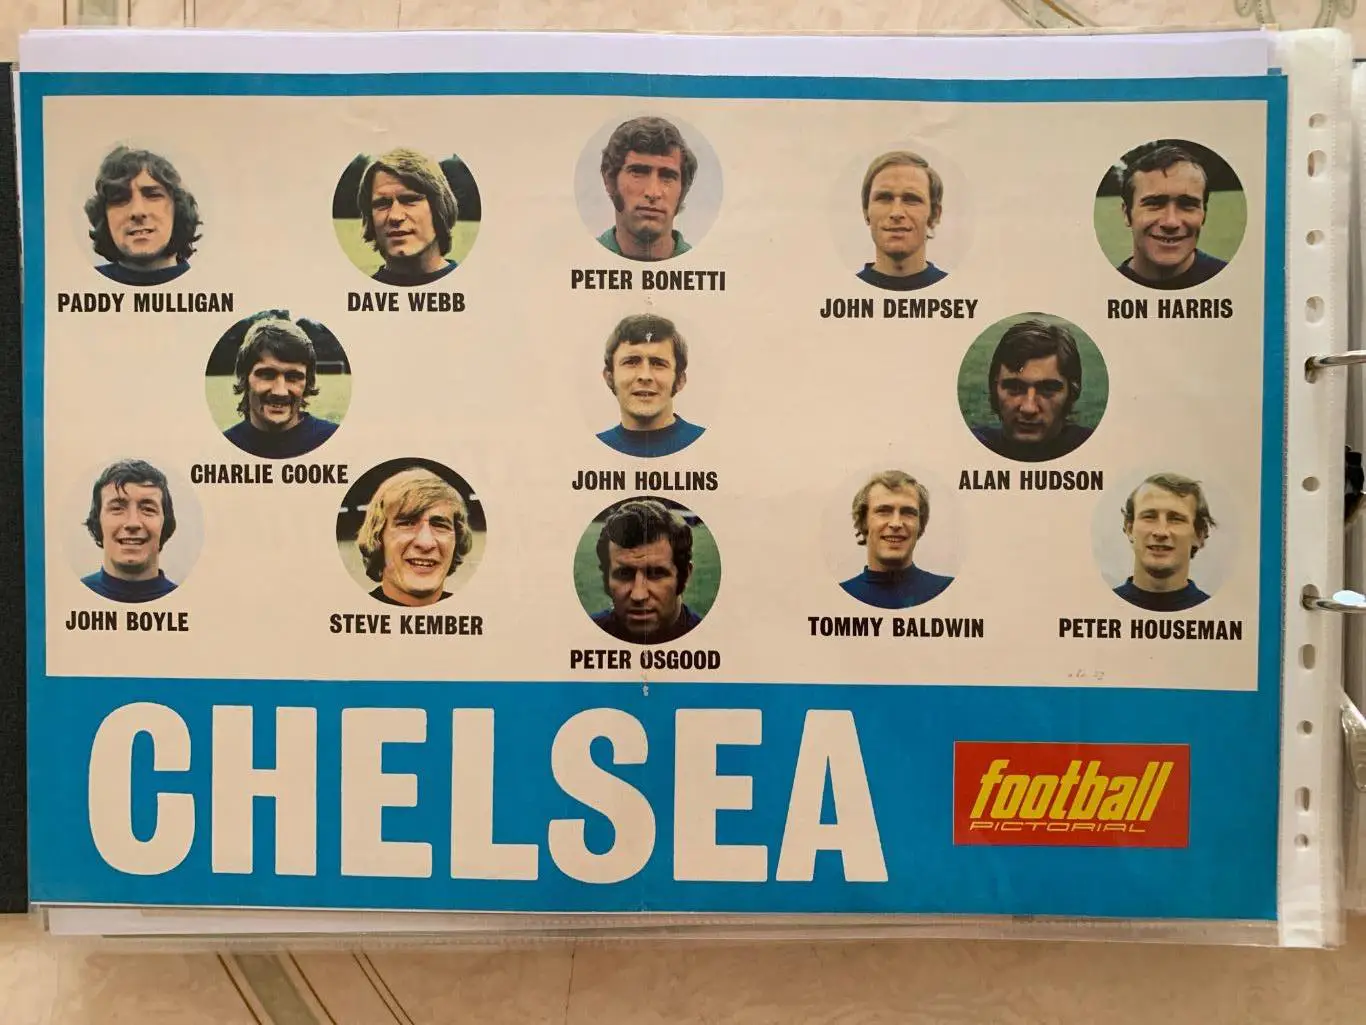 PETER BONETTI
PADDY MULLIGAN
DAVE WEBB
JOHN DEMPSEY
RON HARRIS
CHARLIE COOKE
JOHN HOLLINS
ALAN HUDSON
JOHN BOYLE
STEVE KEMBER
TOMMY BALDWIN
PETER HOUSEMAN
PETER OSGOOD
CHELSEA
football
PICTORIAL